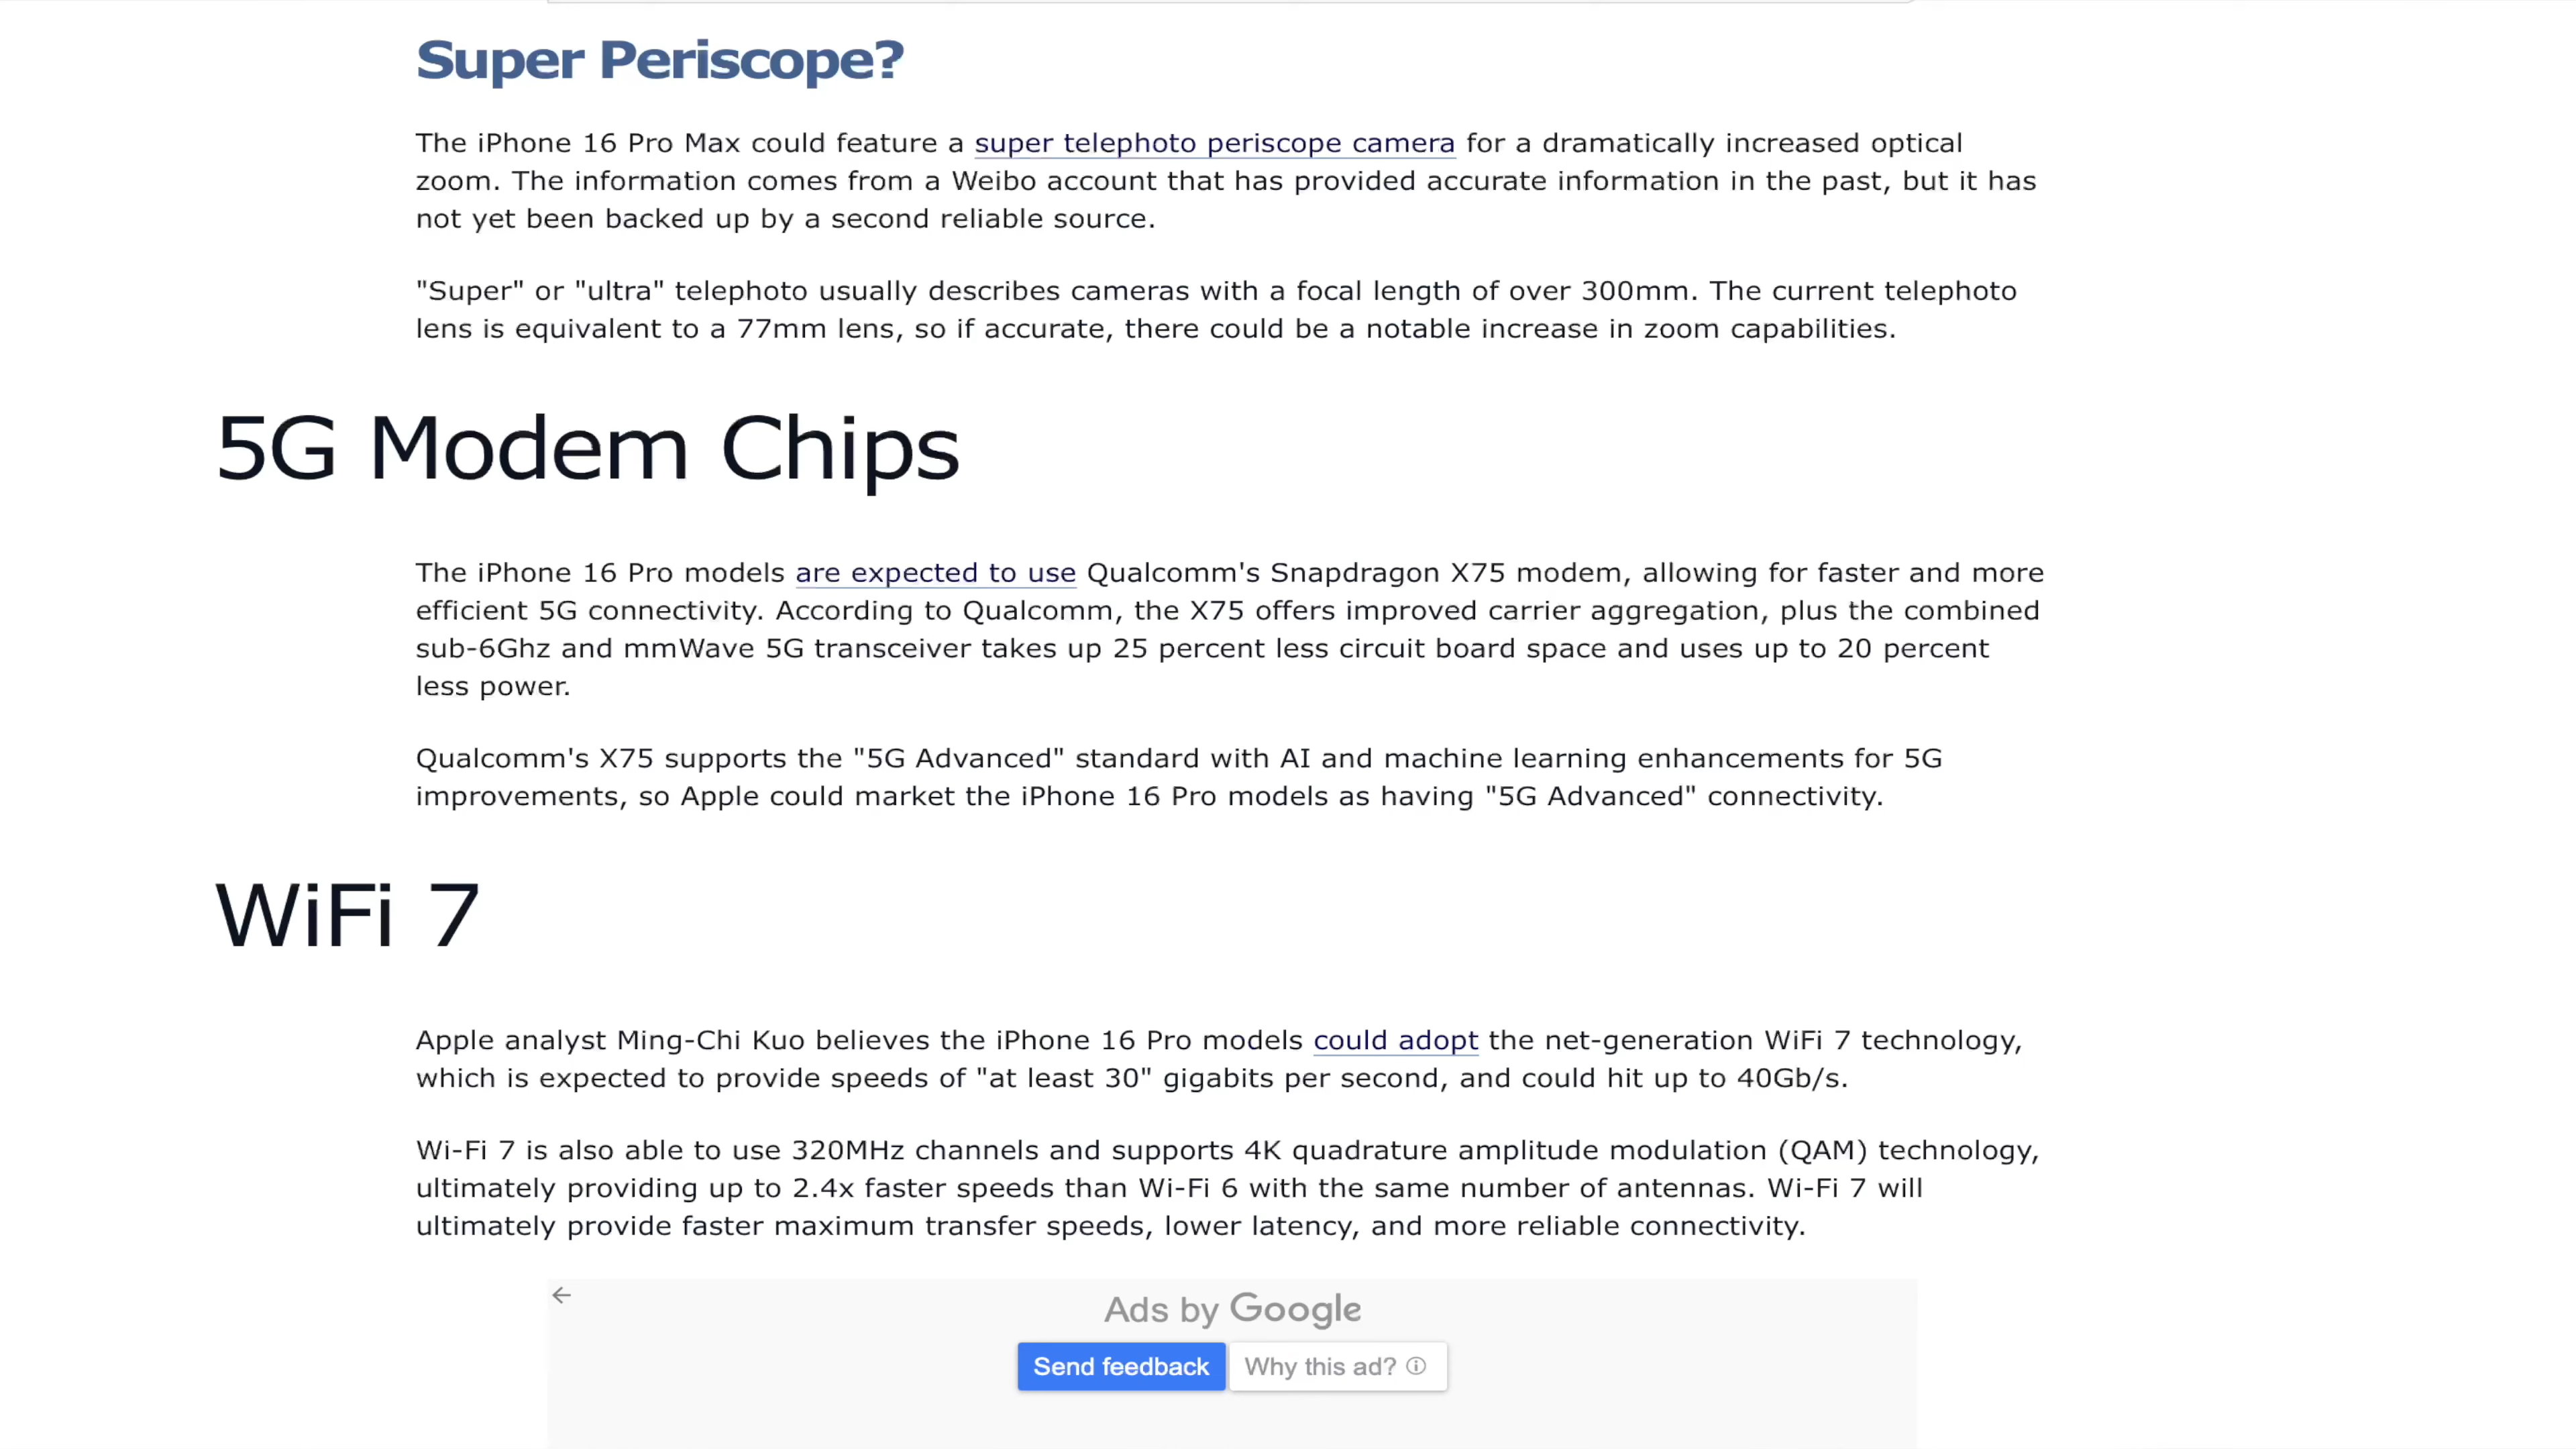 Super Periscope?
The iPhone 16 Pro Max could feature a super telephoto periscope camera for a dramatically increased optical
zoom. The information comes from a Weibo account that has provided accurate information in the past, but it has
not yet been backed up by a second reliable source.
"Super" or "ultra" telephoto usually describes cameras with a focal length of over 300mm. The current telephoto
lens is equivalent to a 77mm lens, so if accurate, there could be a notable increase in zoom capabilities.
5G Modem Chips
The iPhone 16 Pro models are expected to use Qualcomm's Snapdragon X75 modem, allowing for faster and more
efficient 5G connectivity. According to Qualcomm, the X75 offers improved carrier aggregation, plus the combined
sub-6Ghz and mmWave 5G transceiver takes up 25 percent less circuit board space and uses up to 20 percent
less power.
Qualcomm's X75 supports the "5G Advanced" standard with AI and machine learning enhancements for 5G
improvements, so Apple could market the iPhone 16 Pro models as having "5G Advanced" connectivity.
WiFi 7
Apple analyst Ming-Chi Kuo believes the iPhone 16 Pro models could adopt the net-generation WiFi 7 technology,
which is expected to provide speeds of "at least 30" gigabits per second, and could hit up to 40Gb/s.
Wi-Fi 7 is also able to use 320MHz channels and supports 4K quadrature amplitude modulation (QAM) technology,
ultimately providing up to 2.4x faster speeds than Wi-Fi 6 with the same number of antennas. Wi-Fi 7 will
ultimately provide faster maximum transfer speeds, lower latency, and more reliable connectivity.
Ads by Google
Send feedback Why this ad?